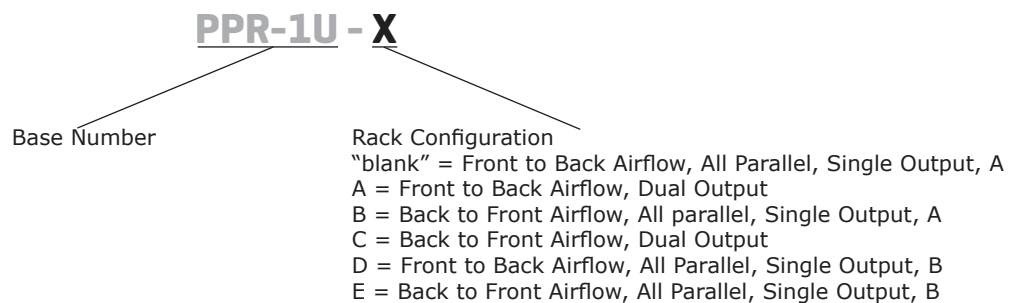 PPR-1U - X
Base Number
Rack Configuration
“blank” = Front to Back Airflow, All Parallel, Single Output, A
A = Front to Back Airflow, Dual Output
B = Back to Front Airflow, All parallel, Single Output, A
C = Back to Front Airflow, Dual Output
D = Front to Back Airflow, All Parallel, Single Output, B
E = Back to Front Airflow, All Parallel, Single Output, B